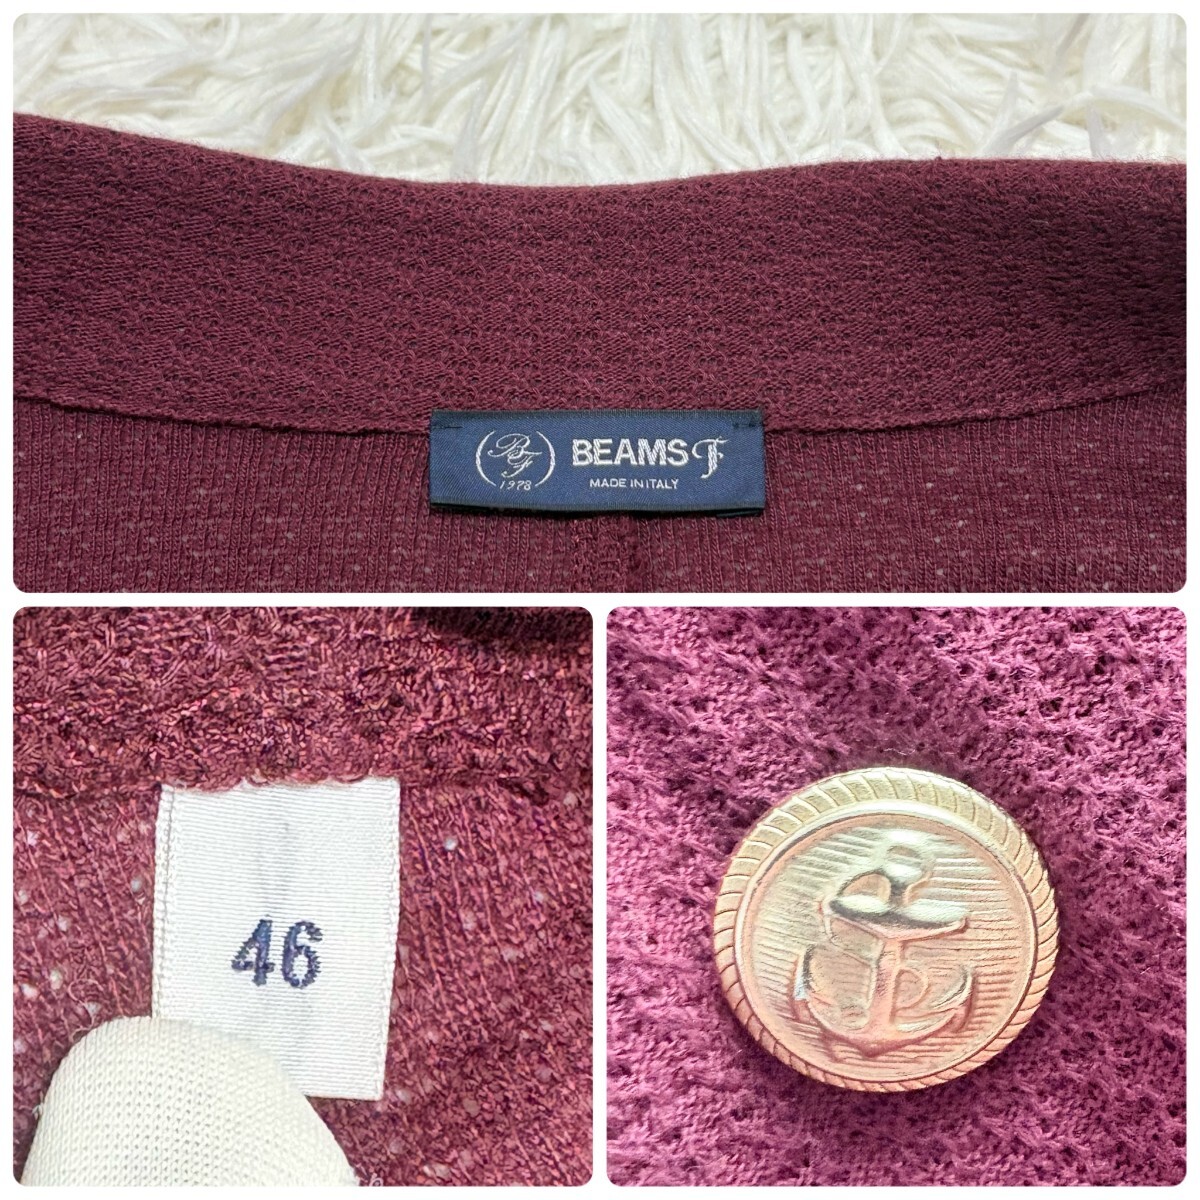 BF
1978
BEAMS F
MADE IN ITALY
46